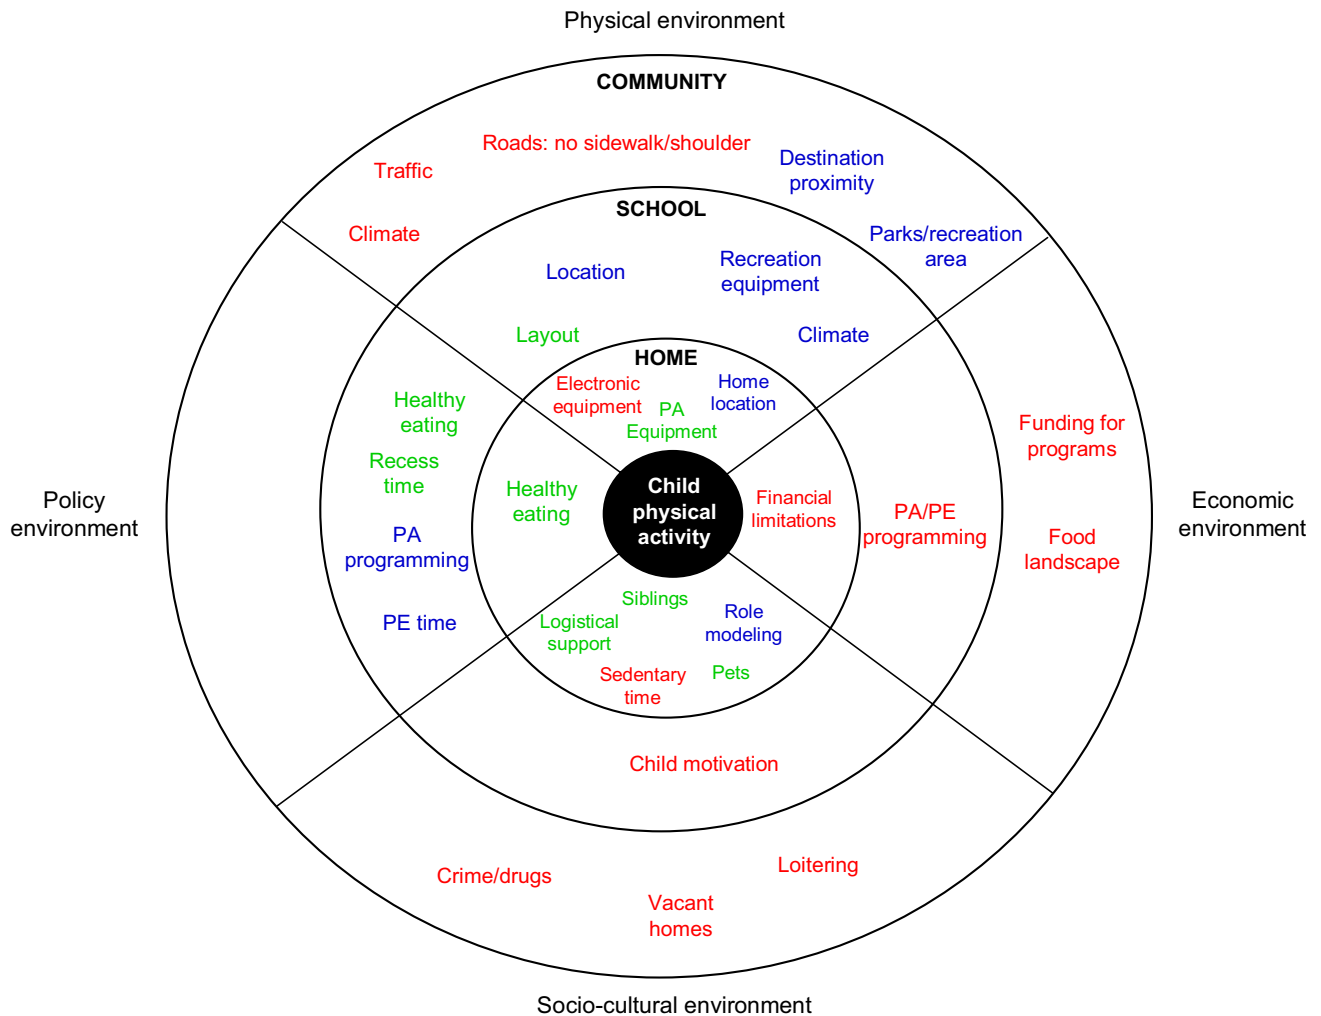 Physical environment
COMMUNITY
Roads: no sidewalk/shoulder
Traffic
Destination
proximity
Climate
Parks/recreation
area
SCHOOL
Location
Recreation
equipment
Layout
Climate
HOME
Electronic
equipment
PA
Equipment
Home
location
Healthy
eating
Recess
time
PA
programming
PE time
Healthy
eating
Child
physical
activity
Financial
limitations
PA/PE
programming
Funding for
programs
Food
landscape
Policy
environment
Economic
environment
Siblings
Logistical
support
Role
modeling
Sedentary
time
Pets
Child motivation
Crime/drugs
Vacant
homes
Loitering
Socio-cultural environment